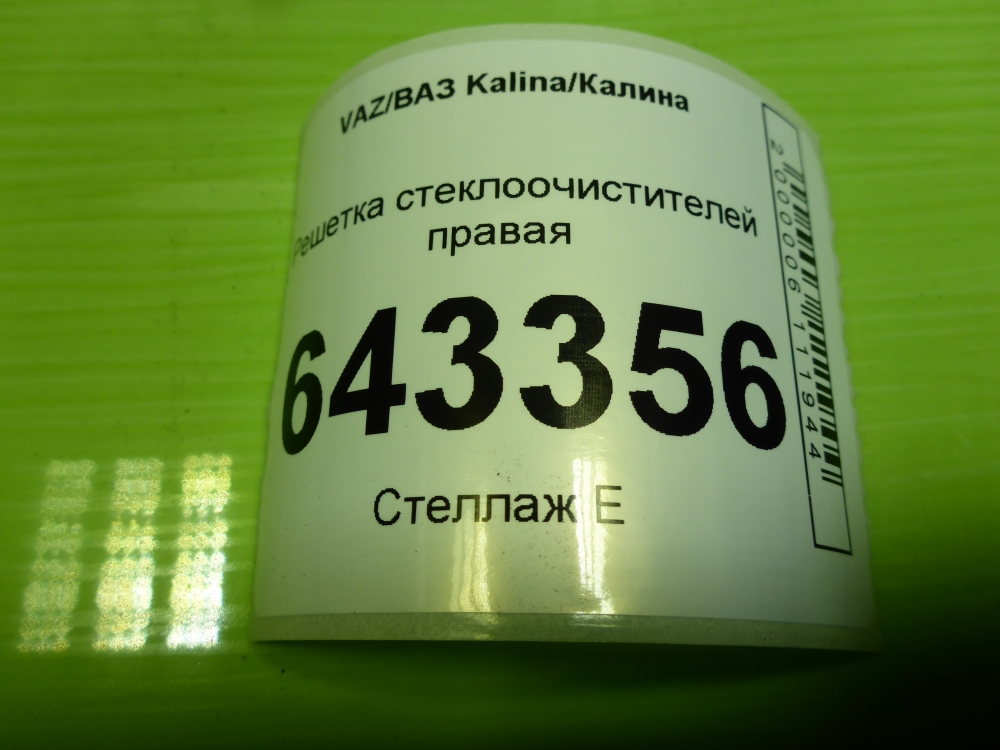 VAZ/ВАЗ Kalina/Калина
Решетка стеклоочистителей
правая
643356
Стеллаж E
2000006111944